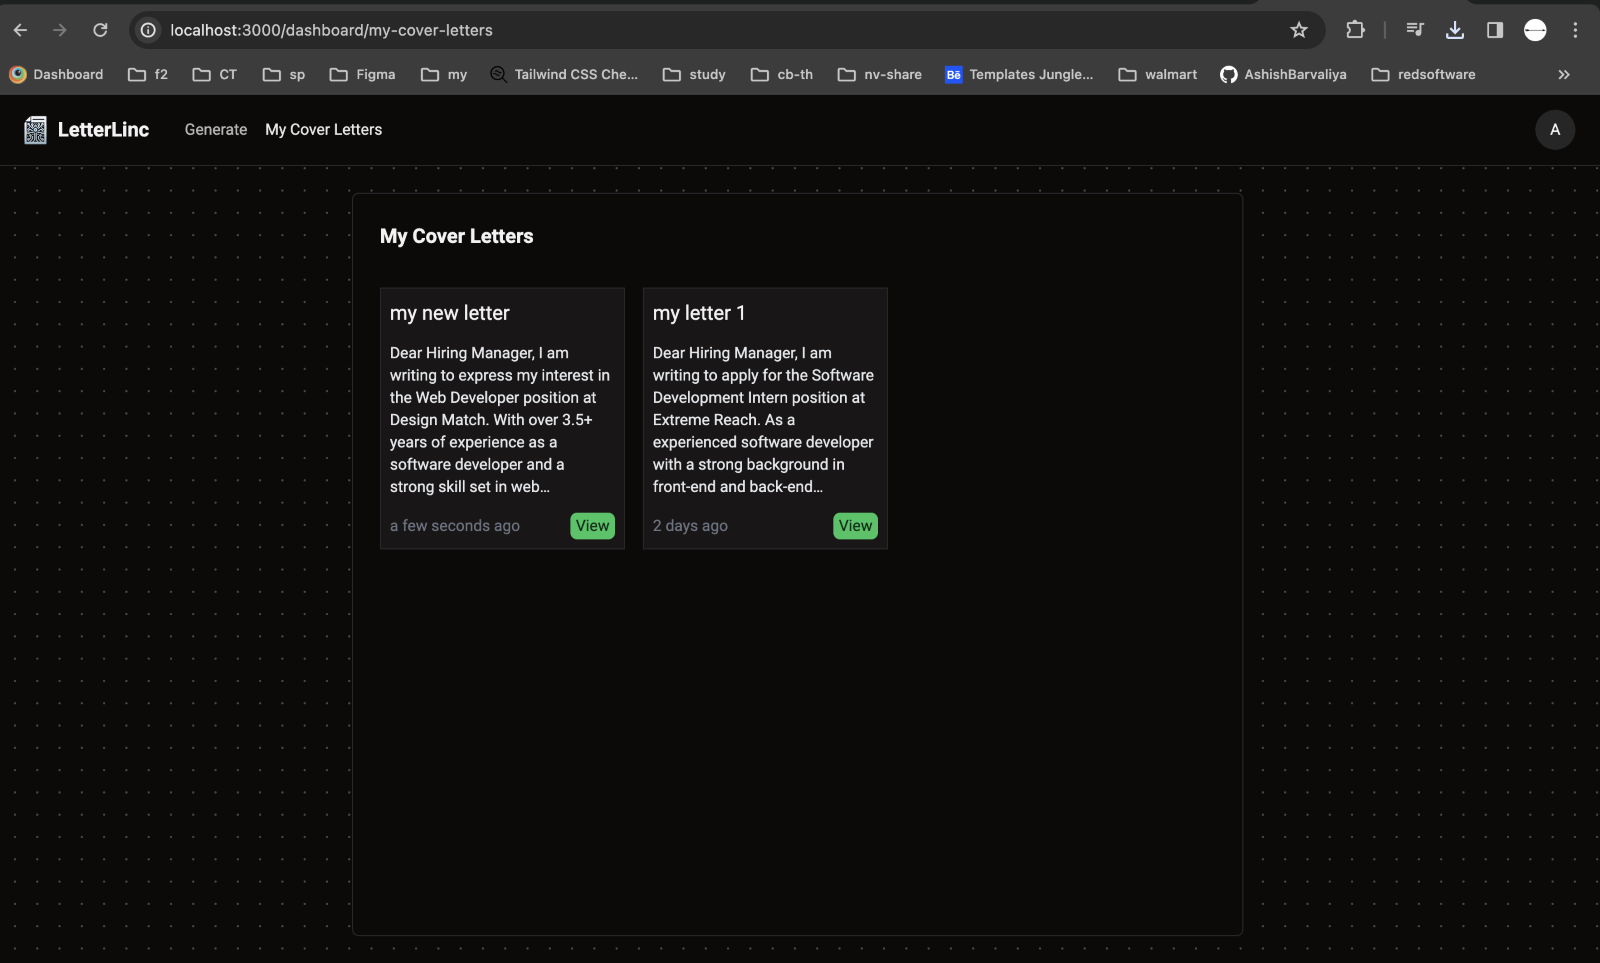 localhost:3000/dashboard/my-cover-letters
Dashboard f2 CT sp Figma my Tailwind CSS Che... study cb-th nv-share Bē Templates Jungle... walmart AshishBarvaliya redsoftware »
LetterLinc Generate My Cover Letters A
My Cover Letters
my new letter
Dear Hiring Manager, I am
writing to express my interest in
the Web Developer position at
Design Match. With over 3.5+
years of experience as a
software developer and a
strong skill set in web...
a few seconds ago View
my letter 1
Dear Hiring Manager, I am
writing to apply for the Software
Development Intern position at
Extreme Reach. As a
experienced software developer
with a strong background in
front-end and back-end...
2 days ago View